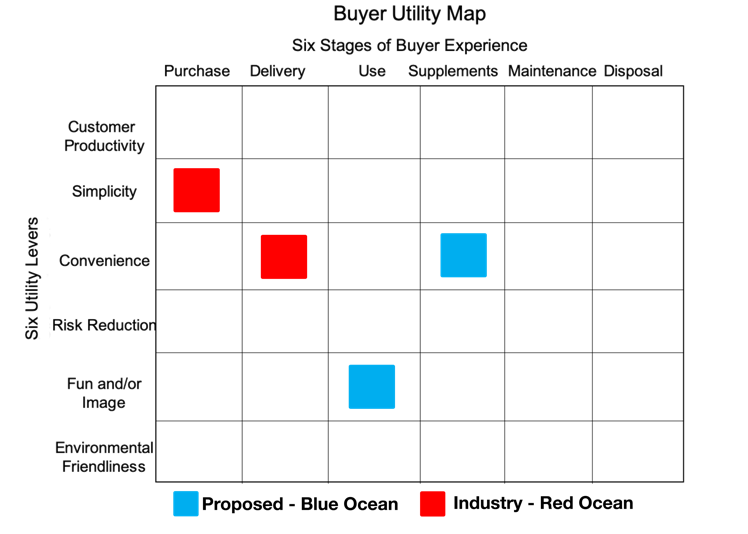 Buyer Utility Map
Six Stages of Buyer Experience
Purchase Delivery Use Supplements Maintenance Disposal
Six Utility Levers
Customer
Productivity
Simplicity
Convenience
Risk Reduction
Fun and/or
Image
Environmental
Friendliness
Proposed - Blue Ocean Industry - Red Ocean